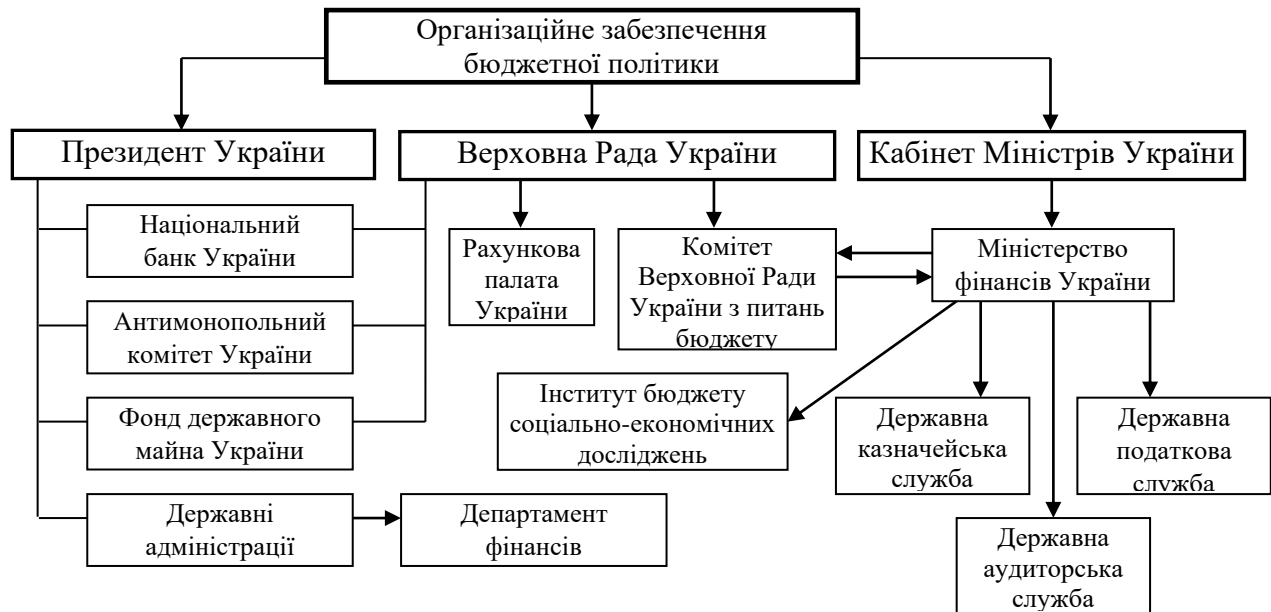 Організаційне забезпечення
бюджетної політики
Президент України
Верховна Рада України
Кабінет Міністрів України
Національний
банк України
Антимонопольний
комітет України
Фонд державного
майна України
Державні
адміністрації
Департамент
фінансів
Рахункова
палата
України
Комітет
Верховної Ради
України з питань
бюджету
Міністерство
фінансів України
Інститут бюджету
соціально-економічних
досліджень
Державна
казначейська
служба
Державна
податкова
служба
Державна
аудиторська
служба